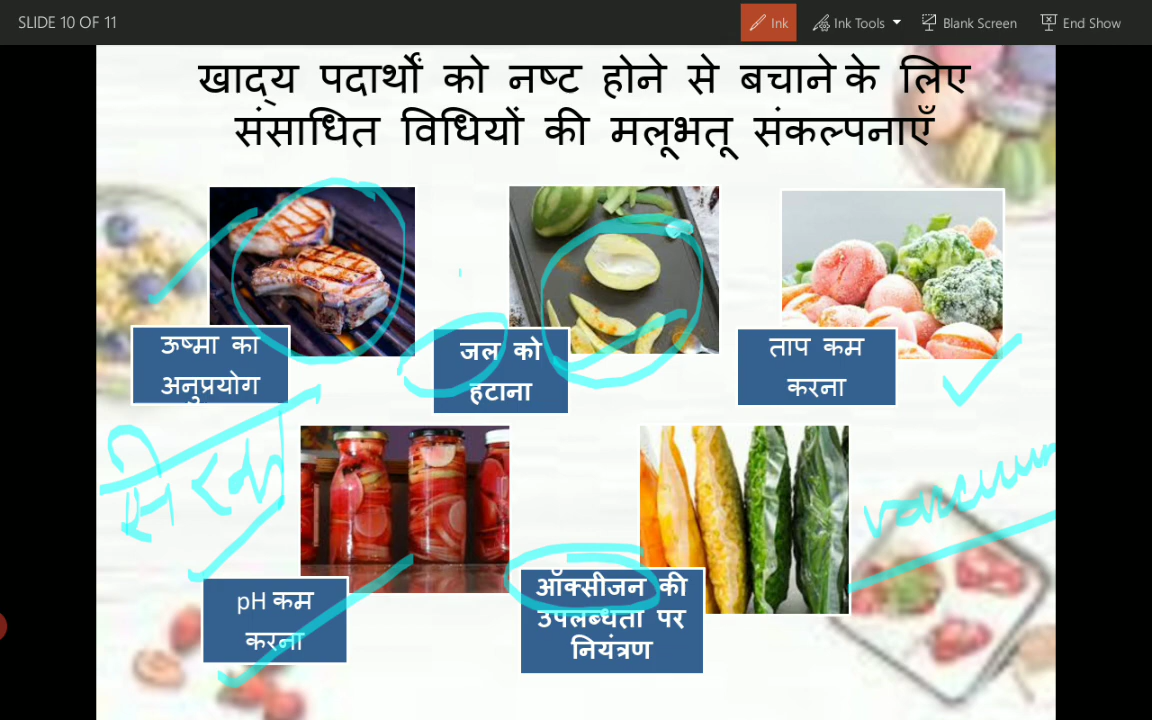 SLIDE 10 OF 11
Ink
Ink Tools
Blank Screen
End Show
खाद्य पदार्थों को नष्ट होने से बचाने के लिए
संसाधित विधियों की मलूभतू संकल्पनाएँ
ऊष्मा का
अनुप्रयोग
जल को
हटाना
ताप कम
करना
सिरका
vaccuum
pH कम
करना
ऑक्सीजन की
उपलब्धता पर
नियंत्रण